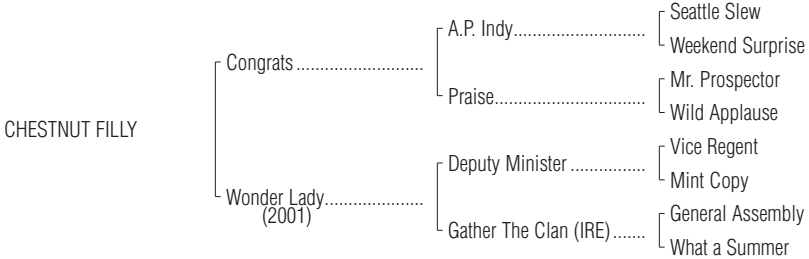 Seattle Slew
A.P. Indy..............................
Weekend Surprise
Congrats ...........................
Mr. Prospector
Praise................................
Wild Applause
CHESTNUT FILLY
Vice Regent
Deputy Minister ................
Mint Copy
Wonder Lady.....................
(2001)
General Assembly
Gather The Clan (IRE).......
What a Summer